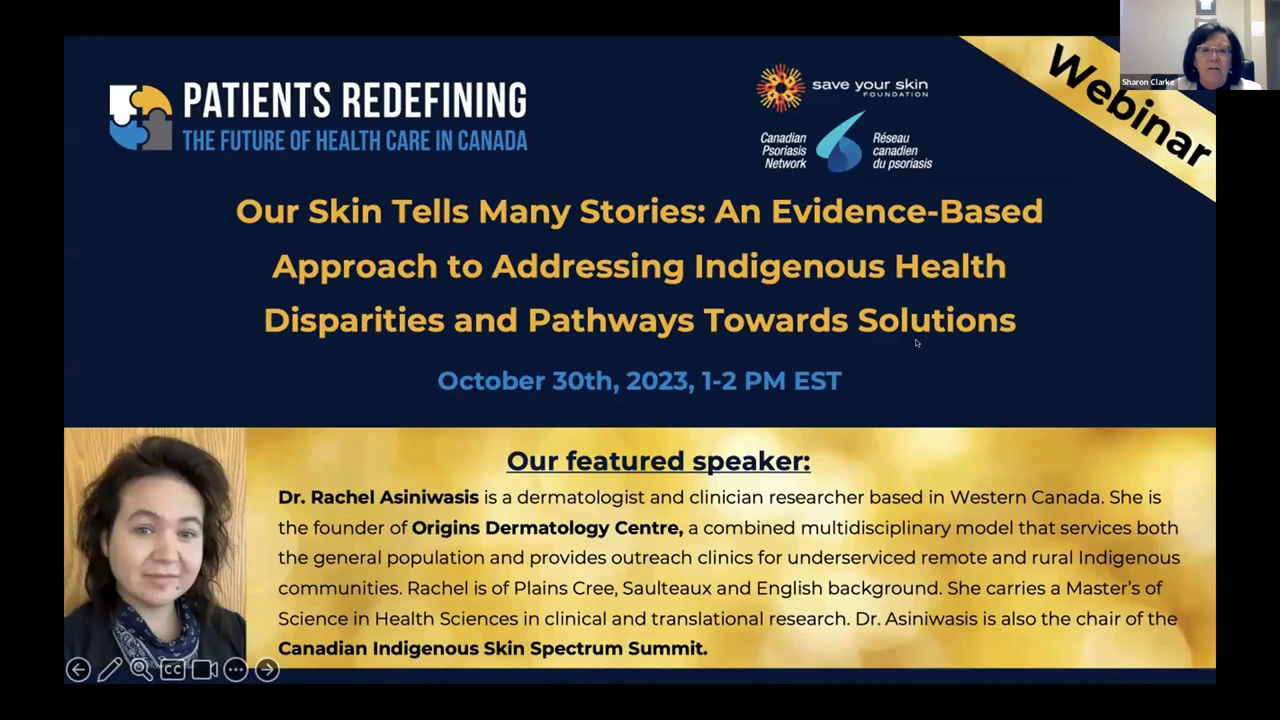 PATIENTS REDEFINING
THE FUTURE OF HEALTH CARE IN CANADA
save your skin
FOUNDATION
Canadian
Psoriasis
Network
Réseau
canadien
du psoriasis
Webinar
Sharon Clarke
Our Skin Tells Many Stories: An Evidence-Based
Approach to Addressing Indigenous Health
Disparities and Pathways Towards Solutions
October 30th, 2023, 1-2 PM EST
Our featured speaker:
Dr. Rachel Asiniwasis is a dermatologist and clinician researcher based in Western Canada. She is
the founder of Origins Dermatology Centre, a combined multidisciplinary model that services both
the general population and provides outreach clinics for underserviced remote and rural Indigenous
communities. Rachel is of Plains Cree, Saulteaux and English background. She carries a Master's of
Science in Health Sciences in clinical and translational research. Dr. Asiniwasis is also the chair of the
Canadian Indigenous Skin Spectrum Summit.
CC